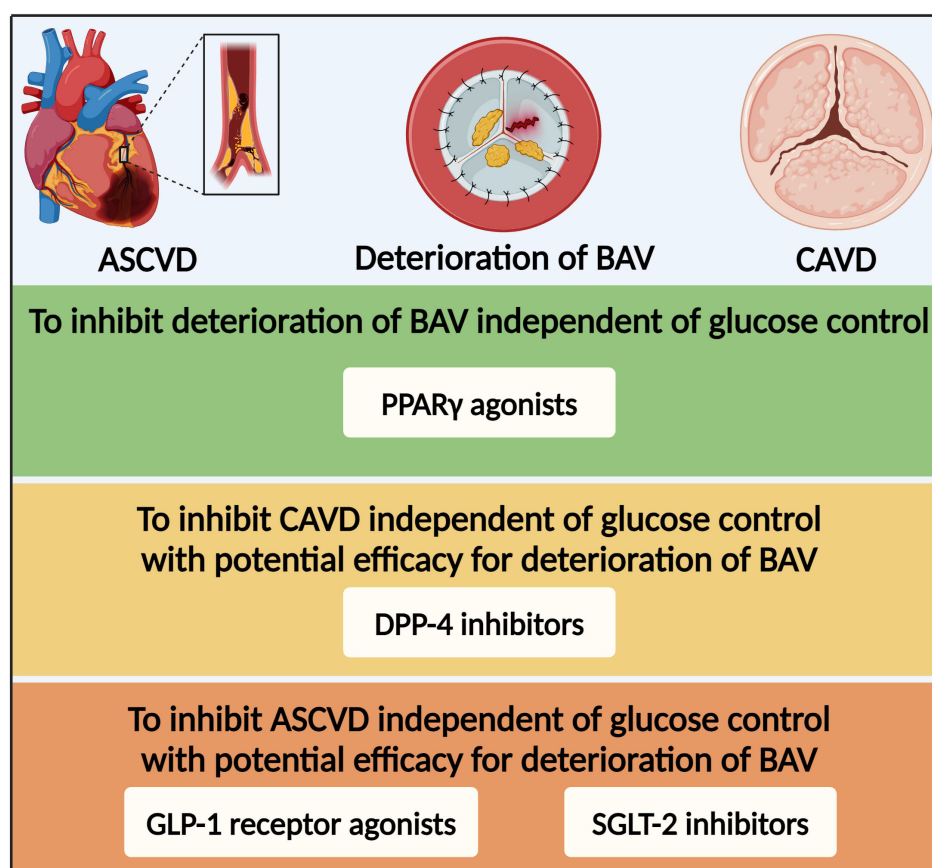 ASCVD
Deterioration of BAV
CAVD
To inhibit deterioration of BAV independent of glucose control
PPARγ agonists
To inhibit CAVD independent of glucose control
with potential efficacy for deterioration of BAV
DPP-4 inhibitors
To inhibit ASCVD independent of glucose control
with potential efficacy for deterioration of BAV
GLP-1 receptor agonists
SGLT-2 inhibitors